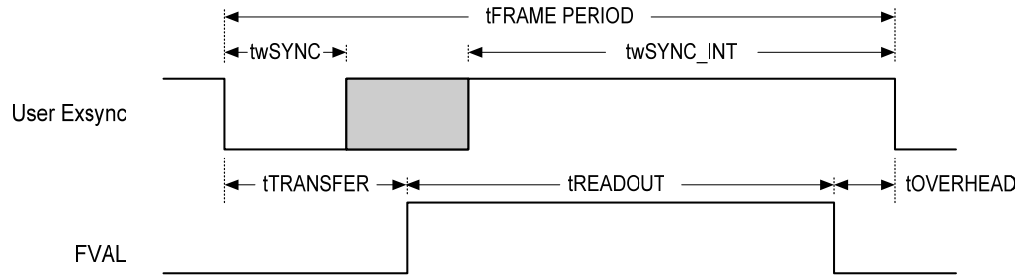 tFRAME PERIOD
twSYNC
twSYNC_INT
User Exsync
tTRANSFER
tREADOUT
tOVERHEAD
FVAL